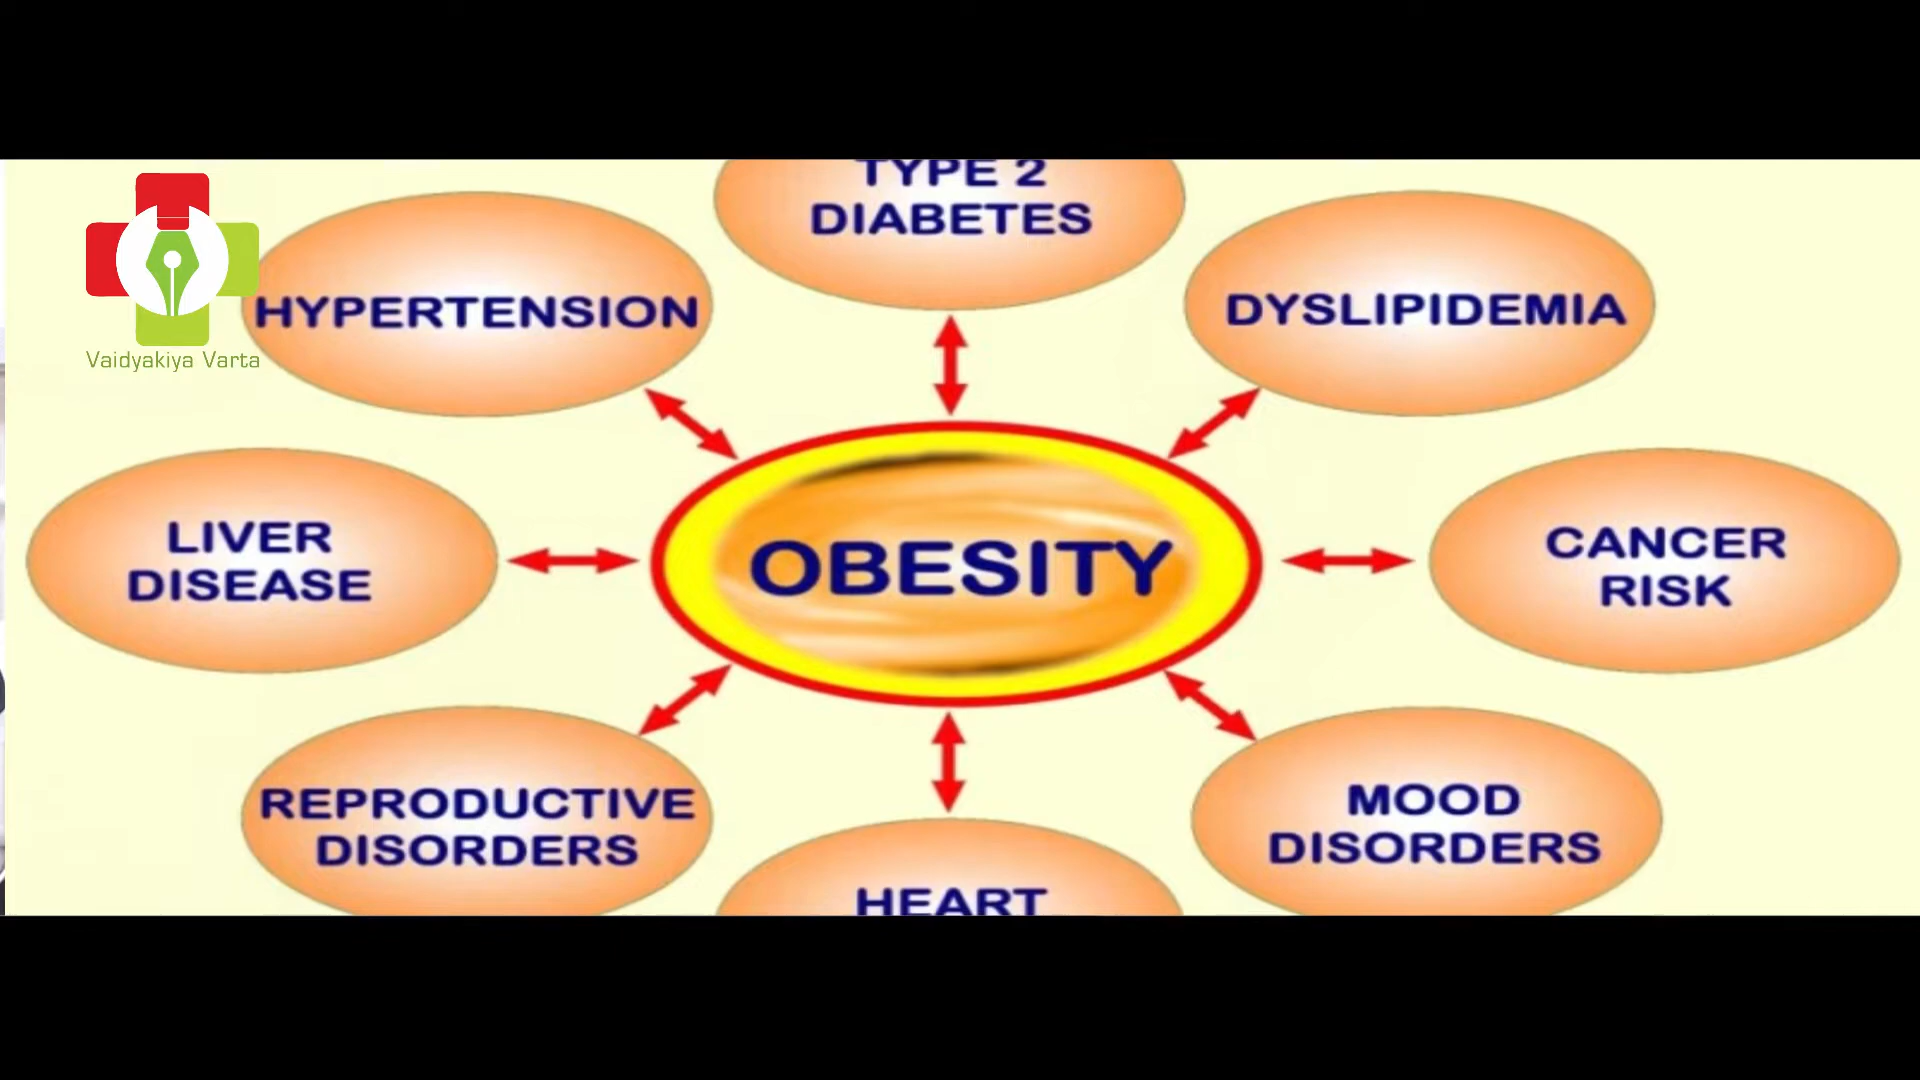 TYPE 2
DIABETES
HYPERTENSION
DYSLIPIDEMIA
Vaidyakiya Varta
LIVER
DISEASE
OBESITY
CANCER
RISK
REPRODUCTIVE
DISORDERS
MOOD
DISORDERS
HEART